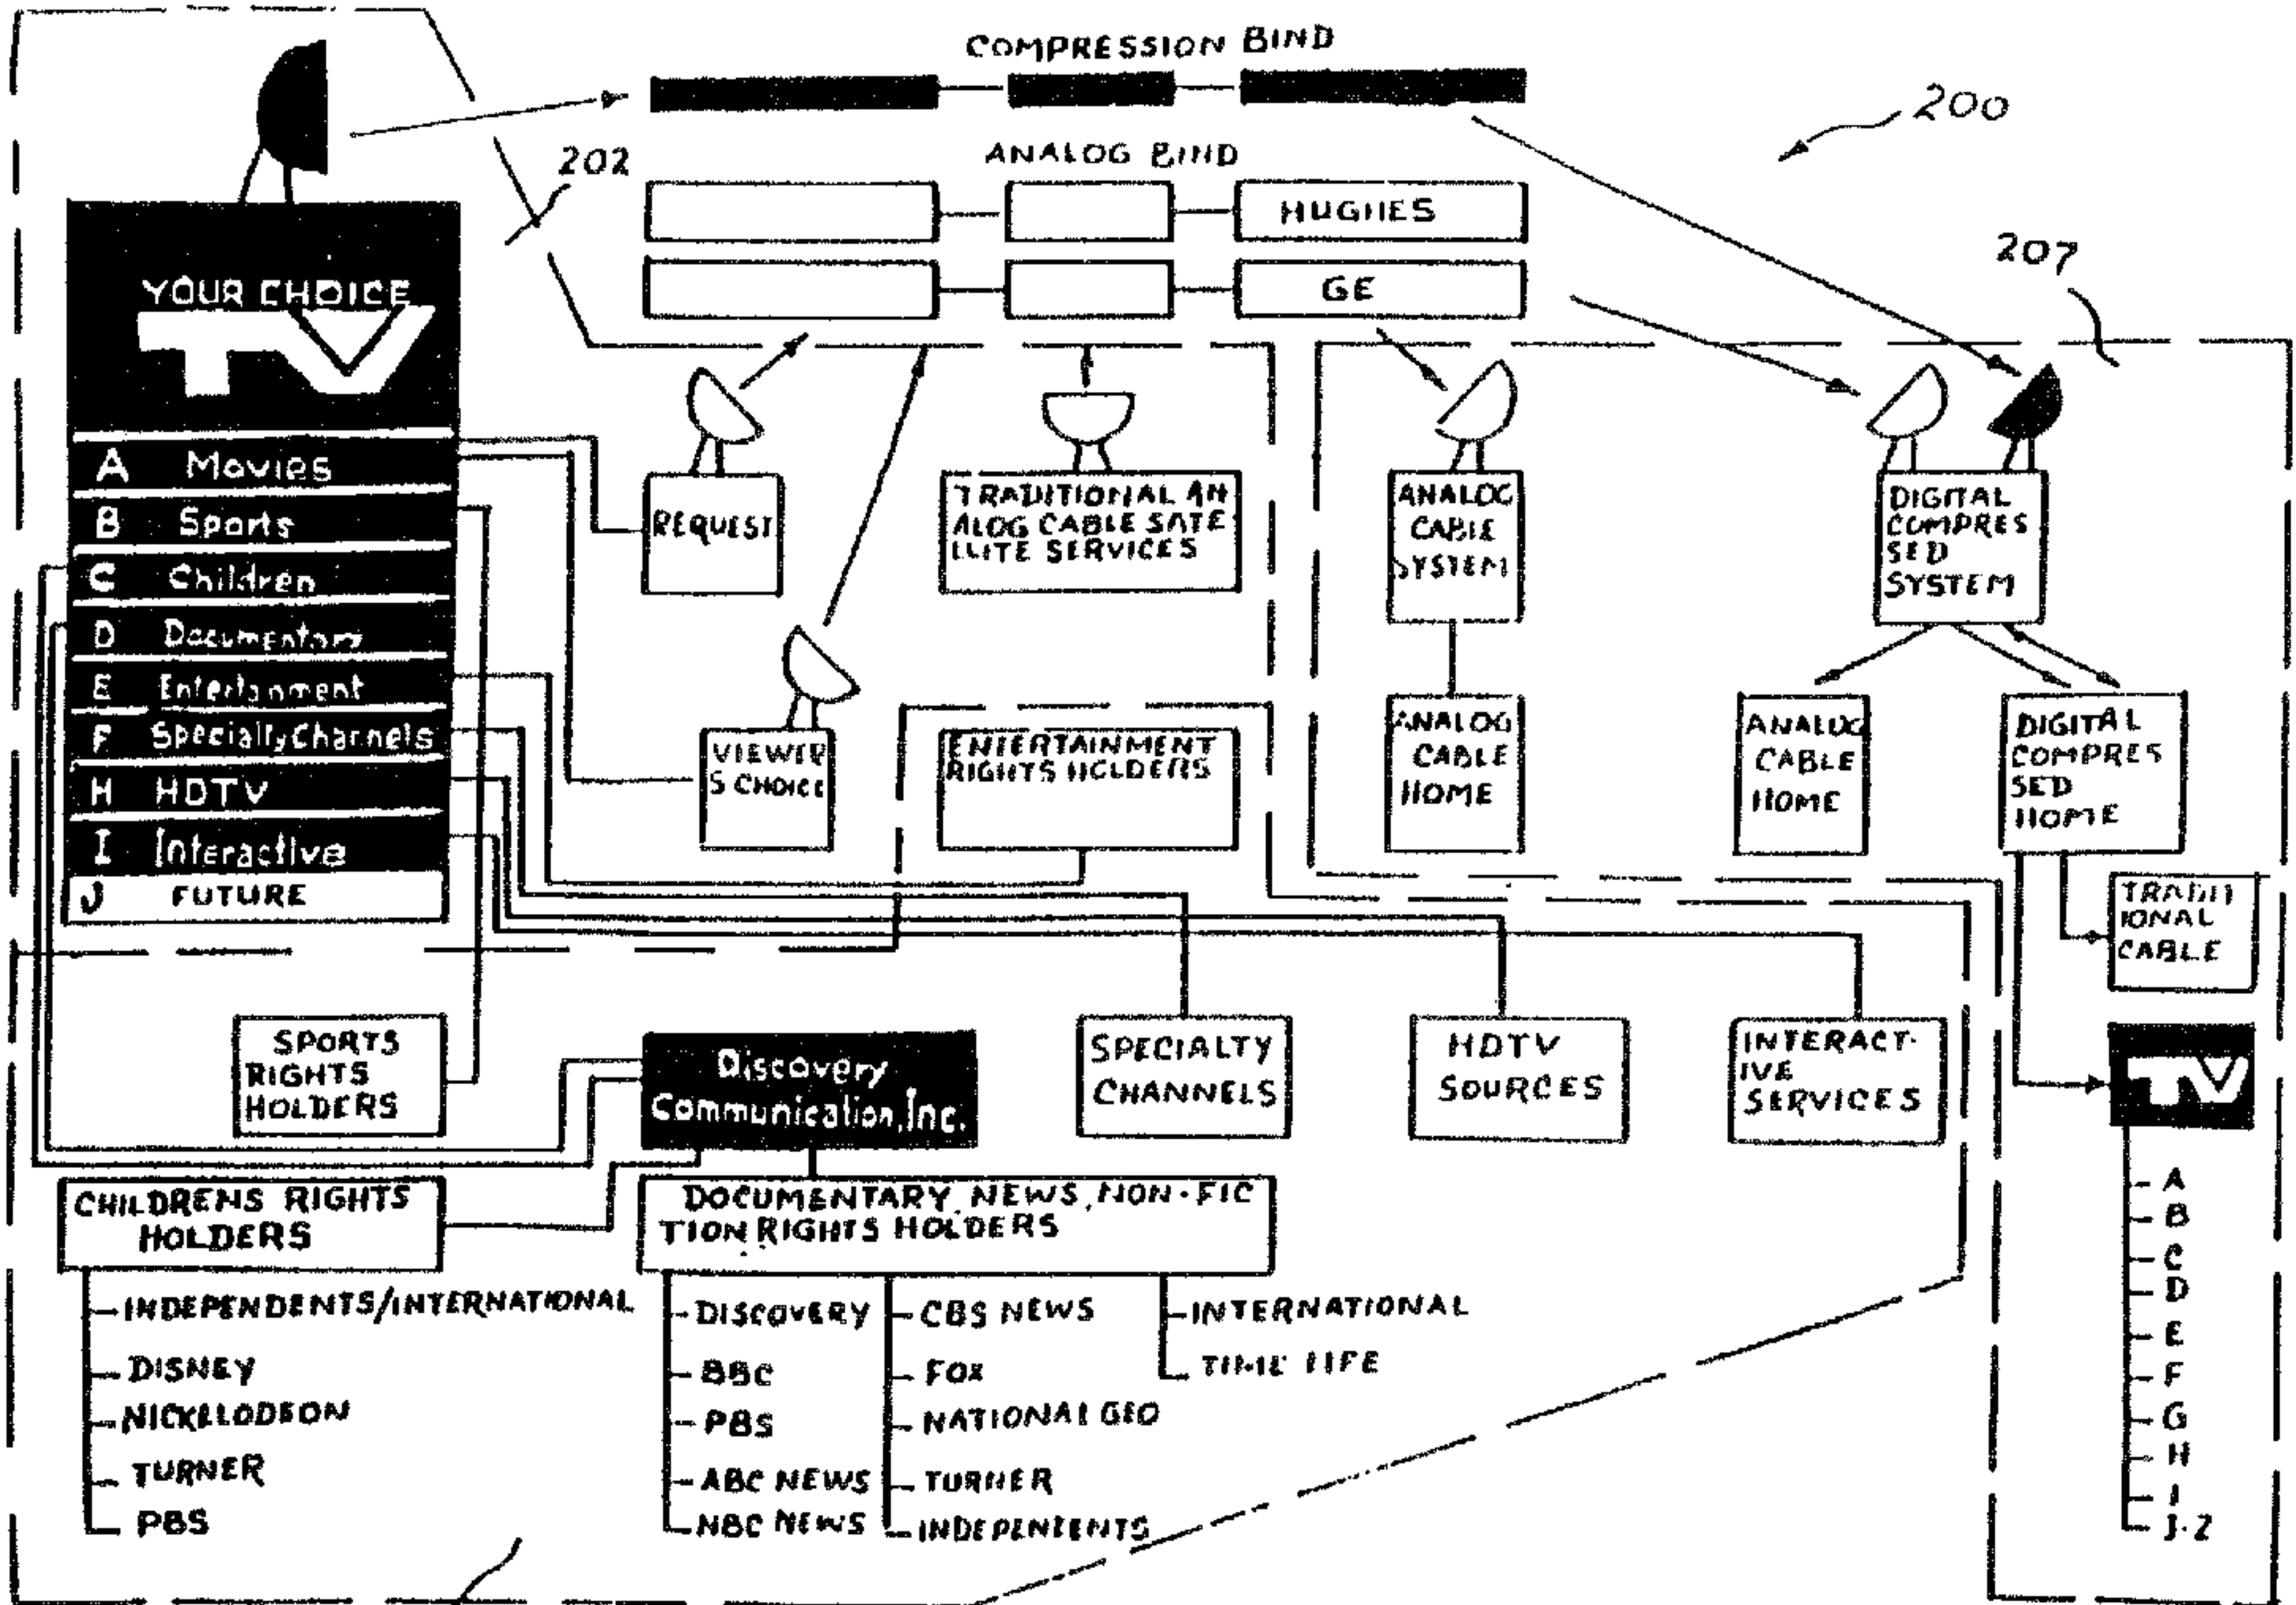 COMPRESSION BIND
200
ANALOG BIND
202
HUGHES
GE
207
YOUR CHOICE
TV
A Movies
B Sports
C Children
D Documentary
E Entertainment
F Specialty Channels
H HDTV
I Interactive
J FUTURE
REQUEST
TRADITIONAL AN
ALOG CABLE SATE
LLITE SERVICES
ANALOG
CABLE
SYSTEM
DIGITAL
COMPRES
SED
SYSTEM
VIEWER
S CHOICE
ENTERTAINMENT
RIGHTS HOLDERS
ANALOG
CABLE
HOME
ANALOG
CABLE
HOME
DIGITAL
COMPRES
SED
HOME
TRADIT
IONAL
CABLE
SPORTS
RIGHTS
HOLDERS
Discovery
Communication, Inc.
SPECIALTY
CHANNELS
HDTV
SOURCES
INTERACT-
IVE
SERVICES
TV
CHILDRENS RIGHTS
HOLDERS
INDEPENDENTS/INTERNATIONAL
DISNEY
NICKELODEON
TURNER
PBS
DOCUMENTARY, NEWS, NON-FIC
TION RIGHTS HOLDERS
DISCOVERY
BBC
PBS
ABC NEWS
NBC NEWS
CBS NEWS
FOX
NATIONAL GEO
TURNER
INDEPENDENTS
INTERNATIONAL
TIME LIFE
A
B
C
D
E
F
G
H
I
J-Z